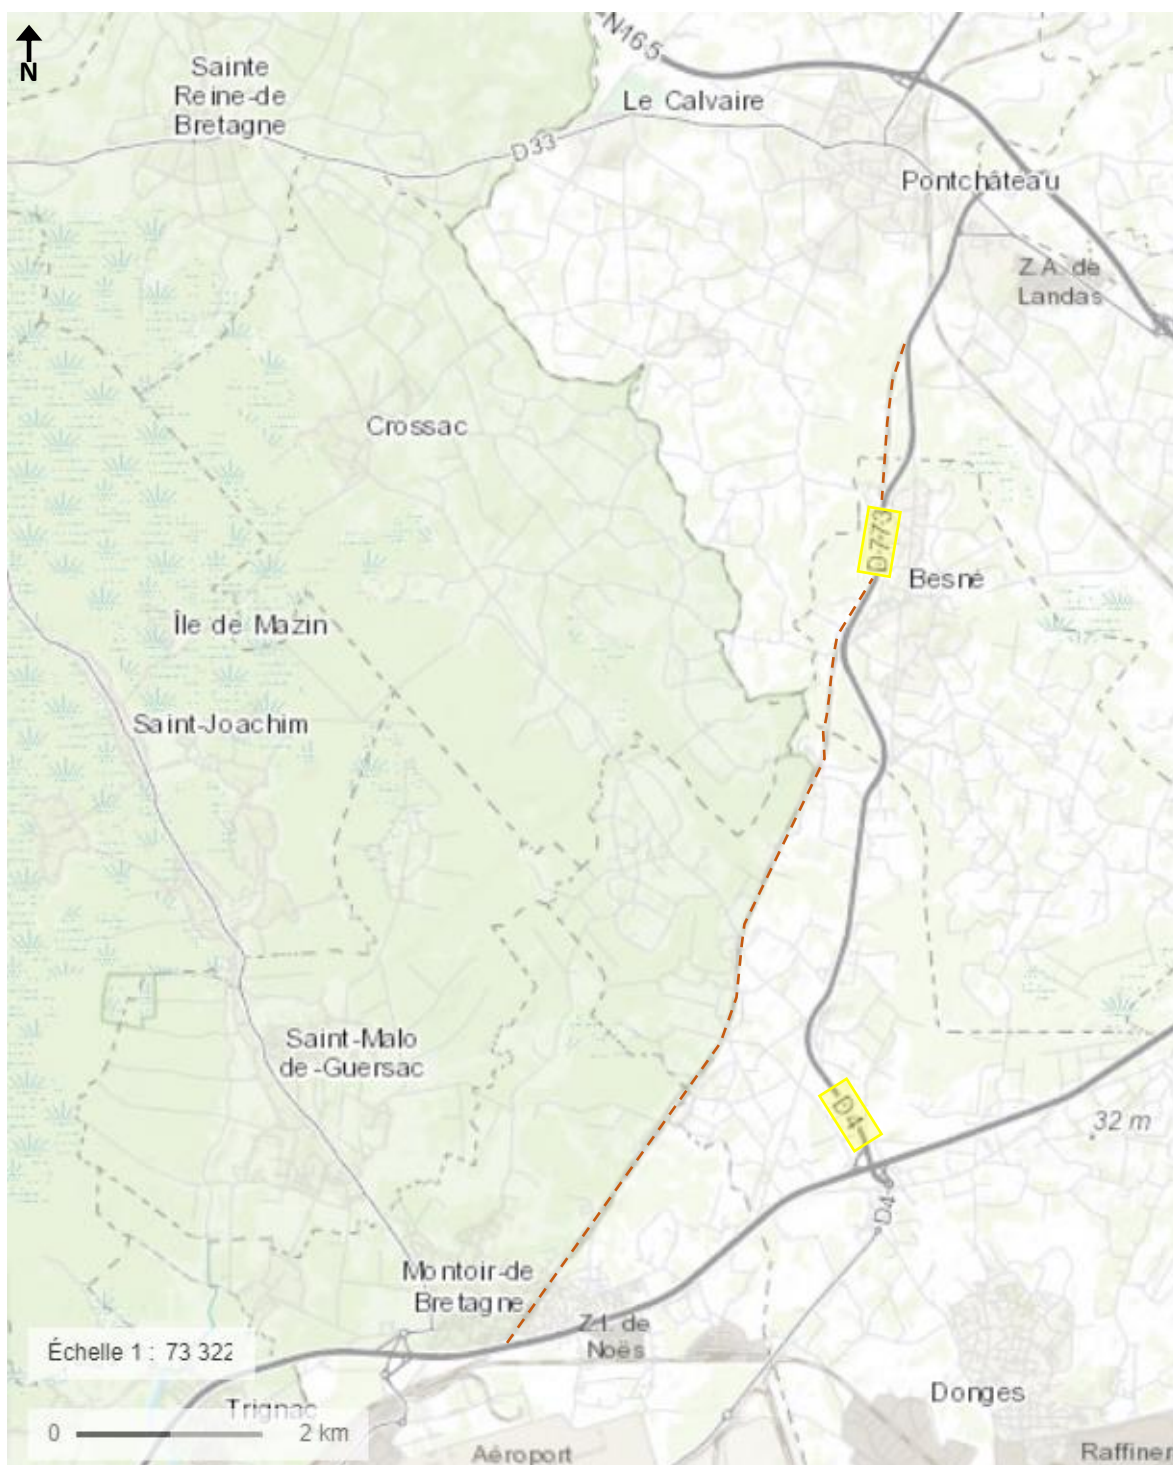 N165
N
Sainte
Reine-de
Bretagne
Le Calvaire
D33
Pontchâteau
Z.A. de
Landas
Crossac
D773
Besné
Île de Mazin
Saint-Joachim
Saint-Malo
-de-Guersac
D4
32 m
D4
Montoir-de
Bretagne
Z.I. de
Noës
Échelle 1 : 73 322
Donges
Trignac
0 2 km
Aéroport
Raffiner